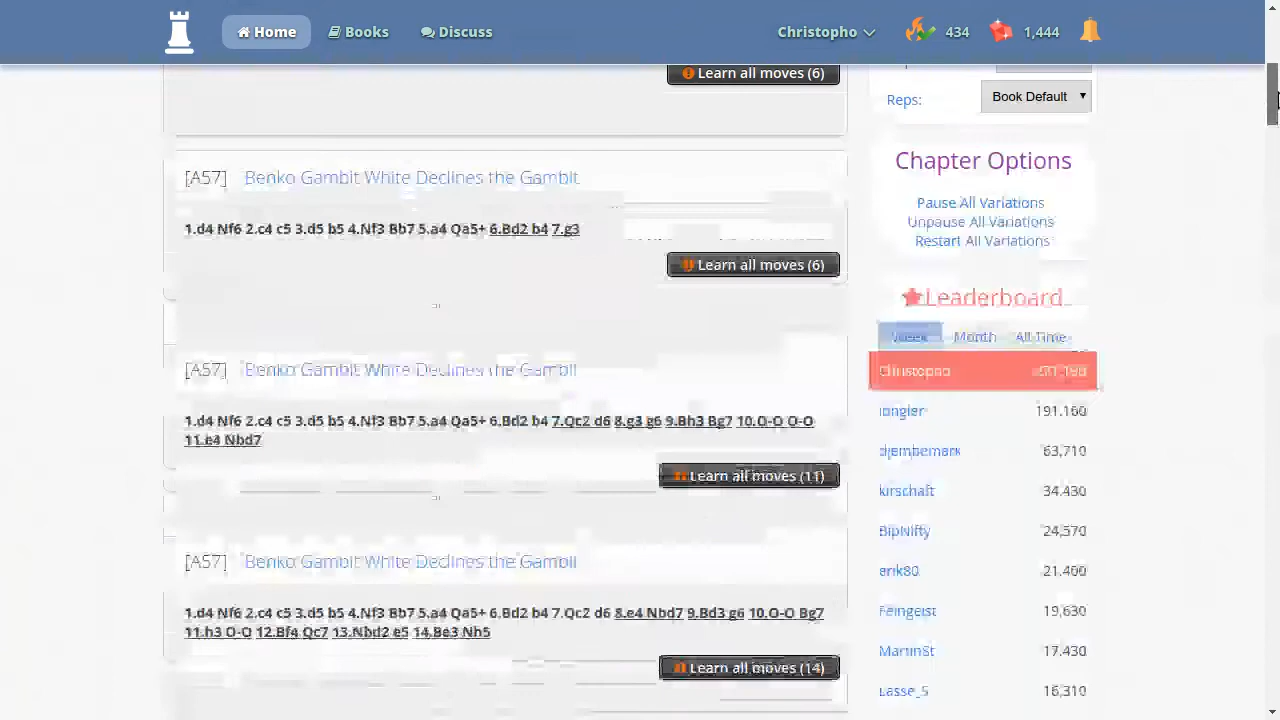 Home Books Discuss Christopho 434 1,444
Learn all moves (6)
Reps: Book Default
Chapter Options
Pause All Variations
Unpause All Variations
Restart All Variations
[A57] Benko Gambit White Declines the Gambit
1.d4 Nf6 2.c4 c5 3.d5 b5 4.Nf3 Bb7 5.a4 Qa5+ 6.Bd2 b4 7.g3
Learn all moves (6)
[A57] Benko Gambit White Declines the Gambit
1.d4 Nf6 2.c4 c5 3.d5 b5 4.Nf3 Bb7 5.a4 Qa5+ 6.Bd2 b4 7.Qc2 d6 8.g3 g6 9.Bh3 Bg7 10.O-O O-O
11.e4 Nbd7
Learn all moves (11)
[A57] Benko Gambit White Declines the Gambit
1.d4 Nf6 2.c4 c5 3.d5 b5 4.Nf3 Bb7 5.a4 Qa5+ 6.Bd2 b4 7.Qc2 d6 8.e4 Nbd7 9.Bd3 g6 10.O-O Bg7
11.h3 O-O 12.Bf4 Qc7 13.Nbd2 e5 14.Be3 Nh5
Learn all moves (14)
Leaderboard
Week Month All Time
Christopho
191,160
djembemark 63,710
kirschaft 34,430
BipNifty 24,570
erik80 21,460
Feingeist 19,630
MartinSt 17,430
Lasse_S 16,310